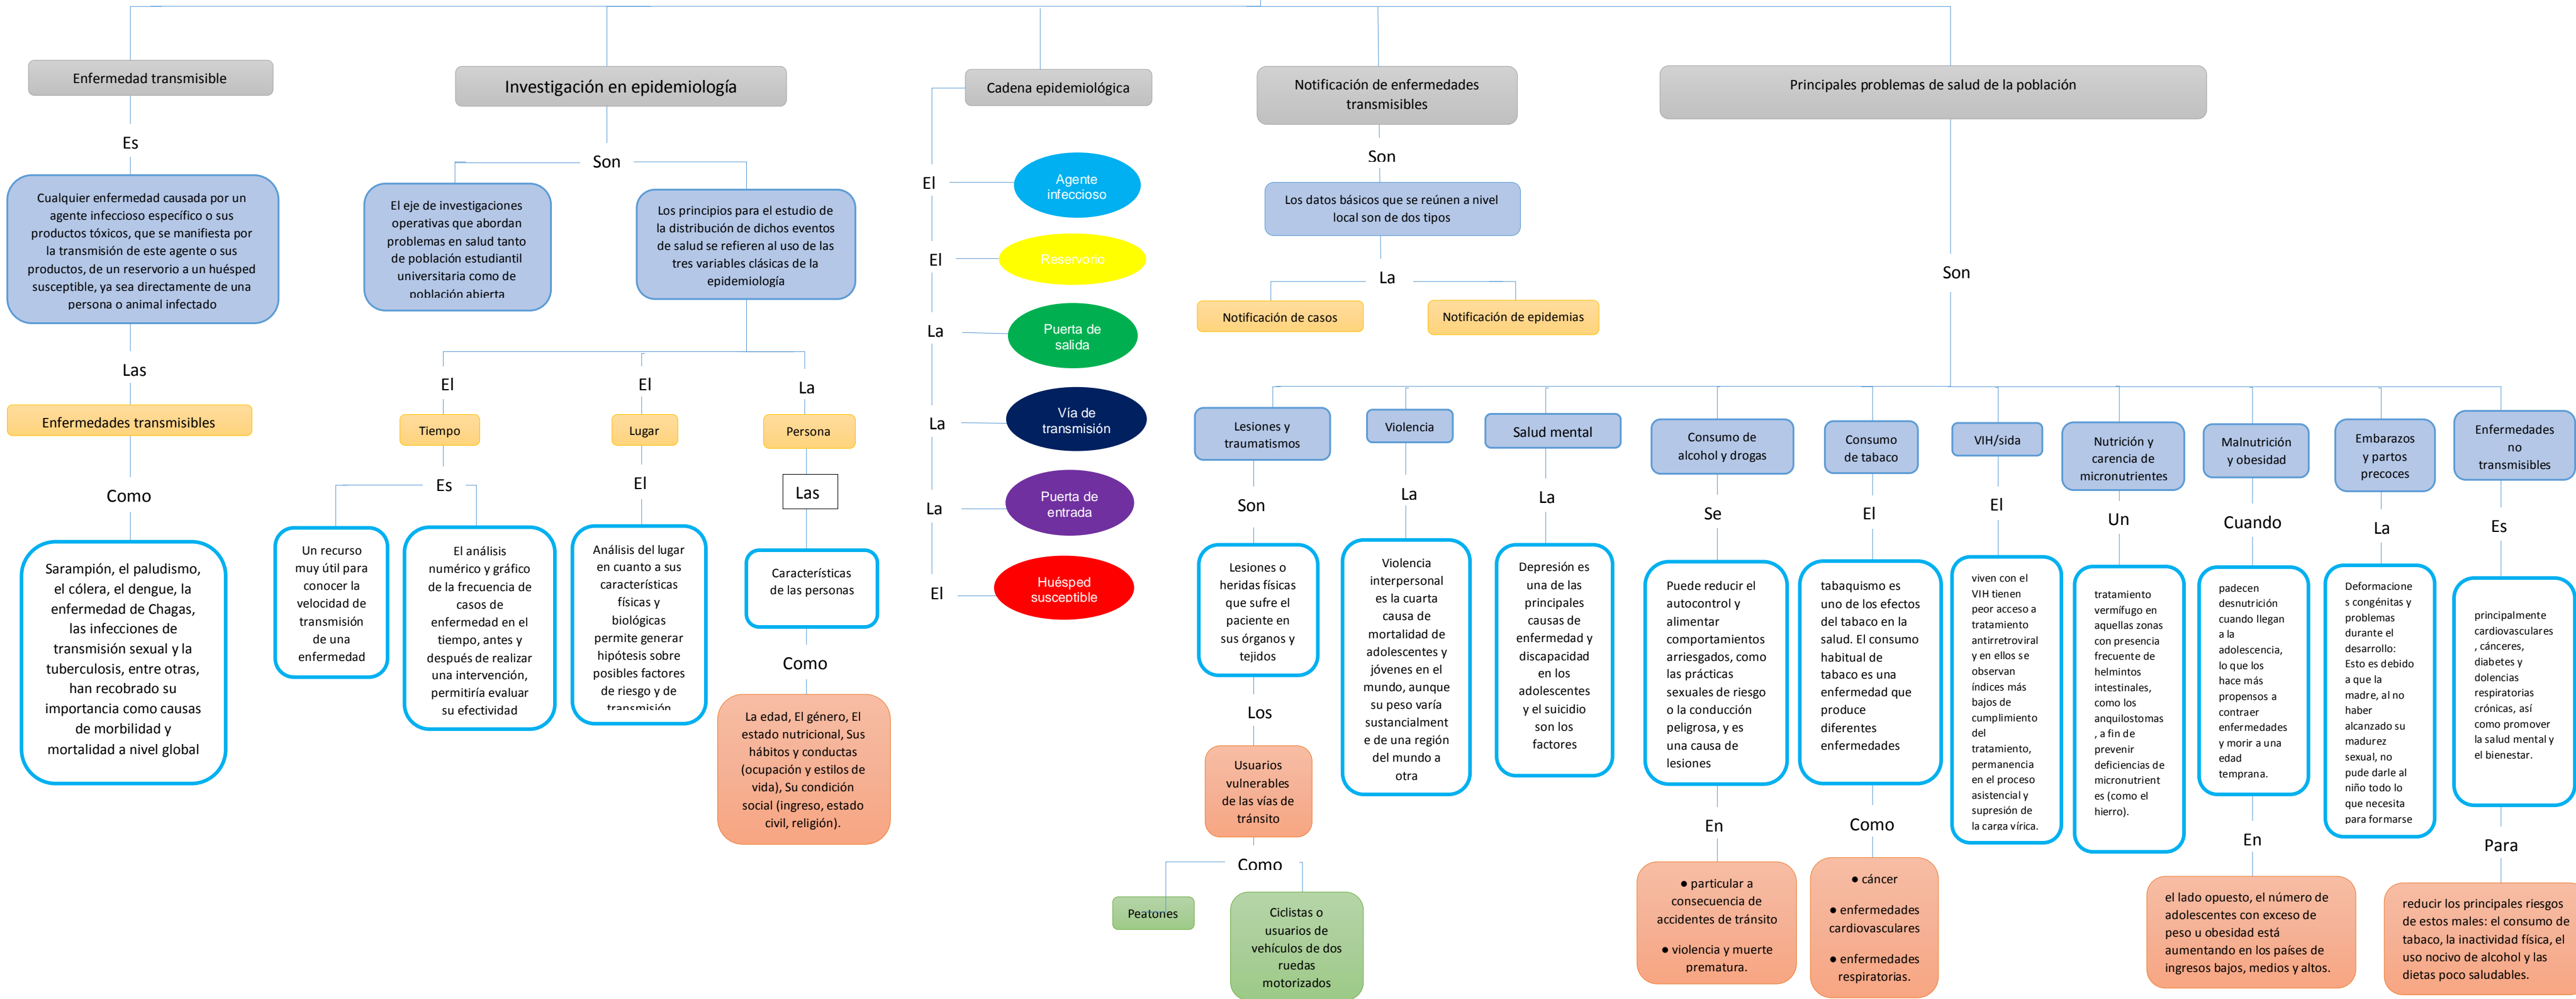 Enfermedad transmisible
Es
Cualquier enfermedad causada por un
agente infeccioso específico o sus
productos tóxicos, que se manifiesta por
la transmisión de este agente o sus
productos, de un reservorio a un huésped
susceptible, ya sea directamente de una
persona o animal infectado
Las
Enfermedades transmisibles
Como
Sarampión, el paludismo,
el cólera, el dengue, la
enfermedad de Chagas,
las infecciones de
transmisión sexual y la
tuberculosis, entre otras,
han recobrado su
importancia como causas
de morbilidad y
mortalidad a nivel global
Investigación en epidemiología
Son
El eje de investigaciones
operativas que abordan
problemas en salud tanto
de población estudiantil
universitaria como de
población abierta
Los principios para el estudio de
la distribución de dichos eventos
de salud se refieren al uso de las
tres variables clásicas de la
epidemiología
El
Tiempo
Es
Un recurso
muy útil para
conocer la
velocidad de
transmisión
de una
enfermedad
El análisis
numérico y gráfico
de la frecuencia de
casos de
enfermedad en el
tiempo, antes y
después de realizar
una intervención,
permitiría evaluar
su efectividad
El
Lugar
El
Análisis del lugar
en cuanto a sus
características
físicas y
biológicas
permite generar
hipótesis sobre
posibles factores
de riesgo y de
transmisión
La
Persona
Las
Características
de las personas
Como
La edad, El género, El
estado nutricional, Sus
hábitos y conductas
(ocupación y estilos de
vida), Su condición
social (ingreso, estado
civil, religión).
Cadena epidemiológica
El
Agente
infeccioso
El
Reservorio
La
Puerta de
salida
La
Vía de
transmisión
La
Puerta de
entrada
El
Huésped
susceptible
Notificación de enfermedades
transmisibles
Son
Los datos básicos que se reúnen a nivel
local son de dos tipos
La
Notificación de casos
Notificación de epidemias
Principales problemas de salud de la población
Son
Lesiones y
traumatismos
Son
Lesiones o
heridas físicas
que sufre el
paciente en
sus órganos y
tejidos
Los
Usuarios
vulnerables
de las vías de
tránsito
Como
Peatones
Ciclistas o
usuarios de
vehículos de dos
ruedas
motorizados
Violencia
La
Violencia
interpersonal
es la cuarta
causa de
mortalidad de
adolescentes y
jóvenes en el
mundo, aunque
su peso varía
sustancialment
e de una región
del mundo a
otra
Salud mental
La
Depresión es
una de las
principales
causas de
enfermedad y
discapacidad
en los
adolescentes
y el suicidio
son los
factores
Consumo de
alcohol y drogas
Se
Puede reducir el
autocontrol y
alimentar
comportamientos
arriesgados, como
las prácticas
sexuales de riesgo
o la conducción
peligrosa, y es
una causa de
lesiones
En
● particular a
consecuencia de
accidentes de tránsito
● violencia y muerte
prematura.
Consumo
de tabaco
El
tabaquismo es
uno de los efectos
del tabaco en la
salud. El consumo
habitual de
tabaco es una
enfermedad que
produce
diferentes
enfermedades
Como
● cáncer
● enfermedades
cardiovasculares
● enfermedades
respiratorias.
VIH/sida
El
viven con el
VIH tienen
peor acceso a
tratamiento
antirretroviral
y en ellos se
observan
índices más
bajos de
cumplimiento
del
tratamiento,
permanencia
en el proceso
asistencial y
supresión de
la carga vírica.
Nutrición y
carencia de
micronutrientes
Un
tratamiento
vermífugo en
aquellas zonas
con presencia
frecuente de
helmintos
intestinales,
como los
anquilostomas
, a fin de
prevenir
deficiencias de
micronutrient
es (como el
hierro).
Malnutrición
y obesidad
Cuando
padecen
desnutrición
cuando llegan
a la
adolescencia,
lo que los
hace más
propensos a
contraer
enfermedades
y morir a una
edad
temprana.
En
el lado opuesto, el número de
adolescentes con exceso de
peso u obesidad está
aumentando en los países de
ingresos bajos, medios y altos.
Embarazos
y partos
precoces
La
Deformacione
s congénitas y
problemas
durante el
desarrollo:
Esto es debido
a que la
madre, al no
haber
alcanzado su
madurez
sexual, no
pude darle al
niño todo lo
que necesita
para formarse
Enfermedades
no
transmisibles
Es
principalmente
cardiovasculares
, cánceres,
diabetes y
dolencias
respiratorias
crónicas, así
como promover
la salud mental y
el bienestar.
Para
reducir los principales riesgos
de estos males: el consumo de
tabaco, la inactividad física, el
uso nocivo de alcohol y las
dietas poco saludables.